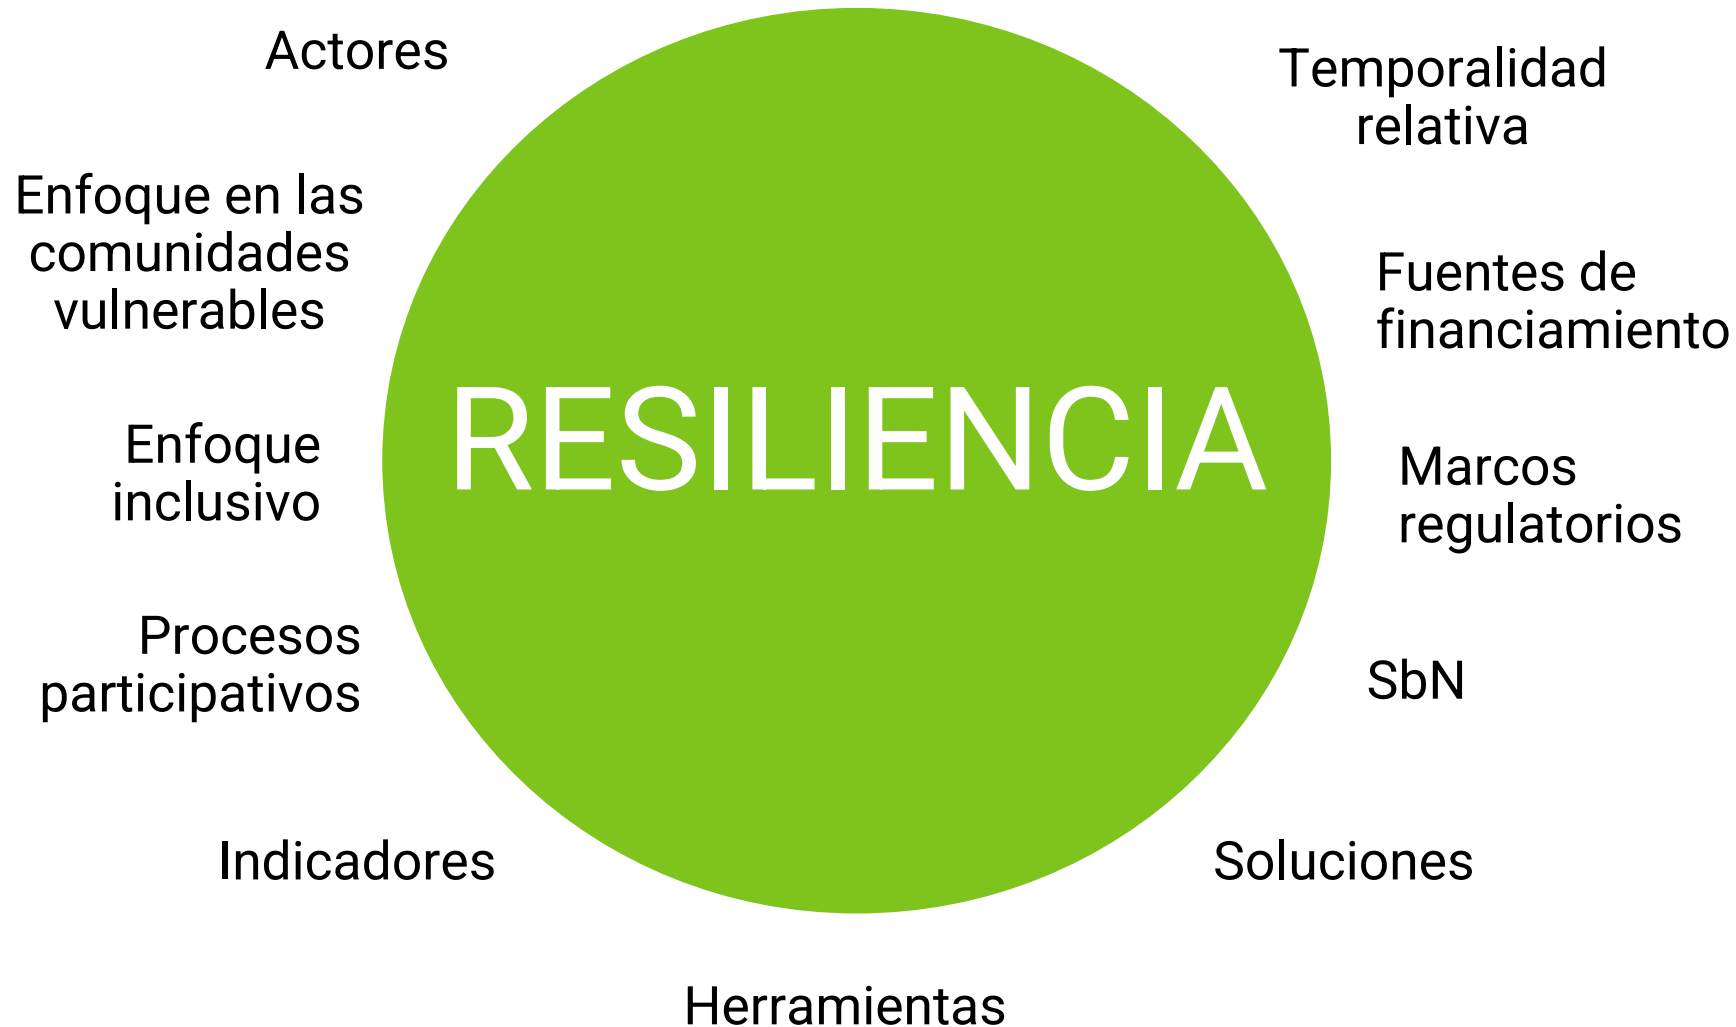 Actores
Enfoque en las
comunidades
vulnerables
Enfoque
inclusivo
Procesos
participativos
Indicadores
RESILIENCIA
Herramientas
Temporalidad
relativa
Fuentes de
financiamiento
Marcos
regulatorios
SbN
Soluciones